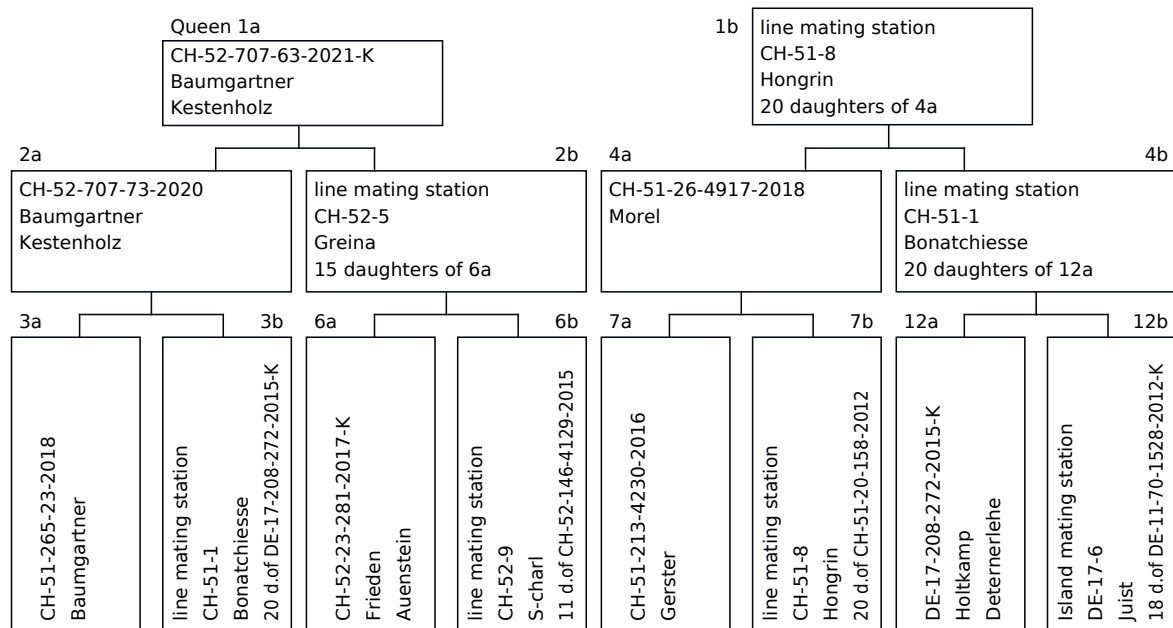 Queen 1a
CH-52-707-63-2021-K
Baumgartner
Kestenholz
1b
line mating station
CH-51-8
Hongrin
20 daughters of 4a
2a
CH-52-707-73-2020
Baumgartner
Kestenholz
2b
line mating station
CH-52-5
Greina
15 daughters of 6a
4a
CH-51-26-4917-2018
Morel
4b
line mating station
CH-51-1
Bonatchiesse
20 daughters of 12a
3a
CH-51-265-23-2018
Baumgartner
3b
line mating station
CH-51-1
Bonatchiesse
20 d.of DE-17-208-272-2015-K
6a
CH-52-23-281-2017-K
Frieden
Auenstein
6b
line mating station
CH-52-9
S-charl
11 d.of CH-52-146-4129-2015
7a
CH-51-213-4230-2016
Gerster
7b
line mating station
CH-51-8
Hongrin
20 d.of CH-51-20-158-2012
12a
DE-17-208-272-2015-K
Holtkamp
Deternerlehe
12b
Island mating station
DE-17-6
Juist
18 d.of DE-11-70-1528-2012-K